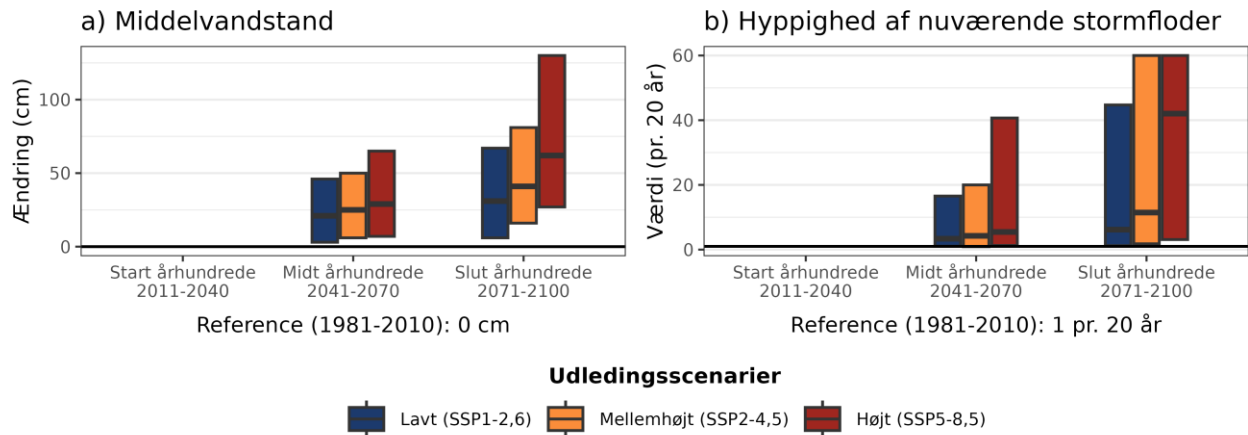 a) Middelvandstand
Ændring (cm)
100
50
0
Start århundrede
2011-2040
Midt århundrede
2041-2070
Slut århundrede
2071-2100
Reference (1981-2010): 0 cm
b) Hyppighed af nuværende stormfloder
Værdi (pr. 20 år)
60
40
20
0
Start århundrede
2011-2040
Midt århundrede
2041-2070
Slut århundrede
2071-2100
Reference (1981-2010): 1 pr. 20 år
Udledingsscenarier
Lavt (SSP1-2,6)
Mellemhøjt (SSP2-4,5)
Højt (SSP5-8,5)